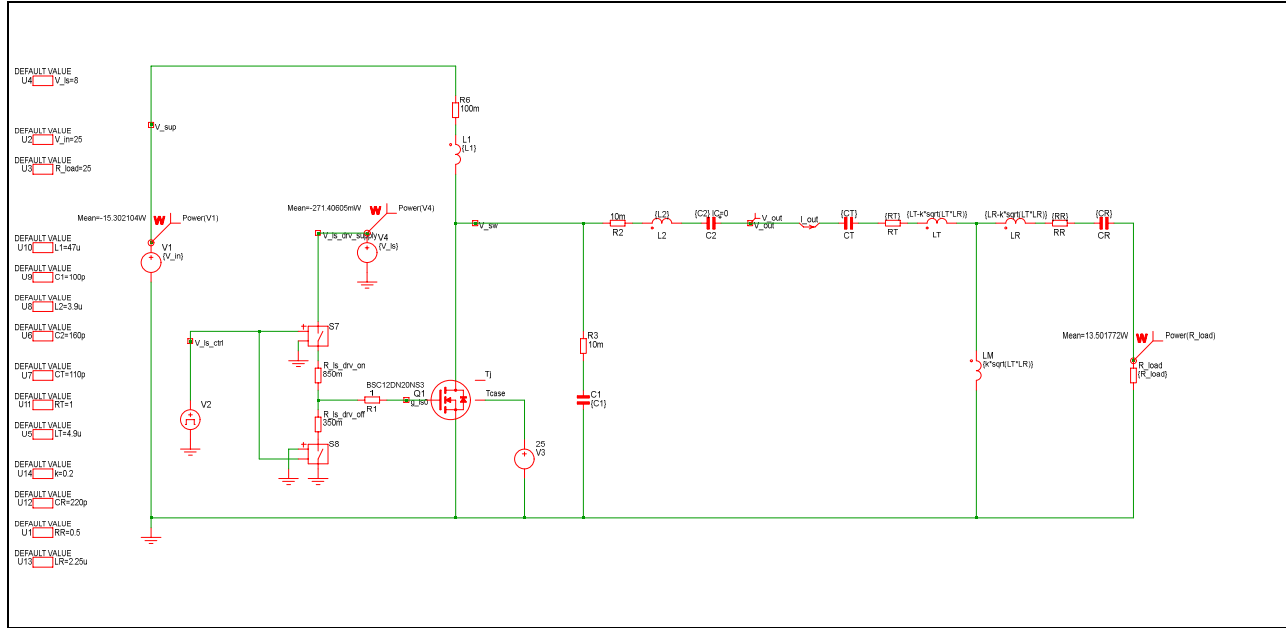 DEFAULT VALUE
U4 V_ls=8
DEFAULT VALUE
U2 V_in=25
DEFAULT VALUE
U3 R_load=25
DEFAULT VALUE
U10 L1=47u
DEFAULT VALUE
U9 C1=100p
DEFAULT VALUE
U8 L2=3.9u
DEFAULT VALUE
U6 C2=160p
DEFAULT VALUE
U7 CT=110p
DEFAULT VALUE
U11 RT=1
DEFAULT VALUE
U5 LT=4.9u
DEFAULT VALUE
U14 k=0.2
DEFAULT VALUE
U12 CR=220p
DEFAULT VALUE
U1 RR=0.5
DEFAULT VALUE
U13 LR=2.25u
V_sup
Mean=-15.302104W
W
Power(V1)
V1
{V_in}
Mean=-271.40605mW
W
Power(V4)
V_ls_drv_supply
V4
{V_ls}
V_ls_ctrl
V2
S7
R_ls_drv_on
850m
R_ls_drv_off
350m
S8
BSC12DN20NS3
1
R1
Q1
g_ls0
Tj
Tcase
25
V3
R6
100m
L1
{L1}
V_sw
10m
R2
{L2}
L2
{C2} IC=0
C2
V_out
V_out
I_out
{CT}
CT
{RT}
RT
{LT-k*sqrt(LT*LR)}
LT
{LR-k*sqrt(LT*LR)}
LR
{RR}
RR
{CR}
CR
R3
10m
C1
{C1}
LM
{k*sqrt(LT*LR)}
Mean=13.501772W
W
Power(R_load)
R_load
{R_load}